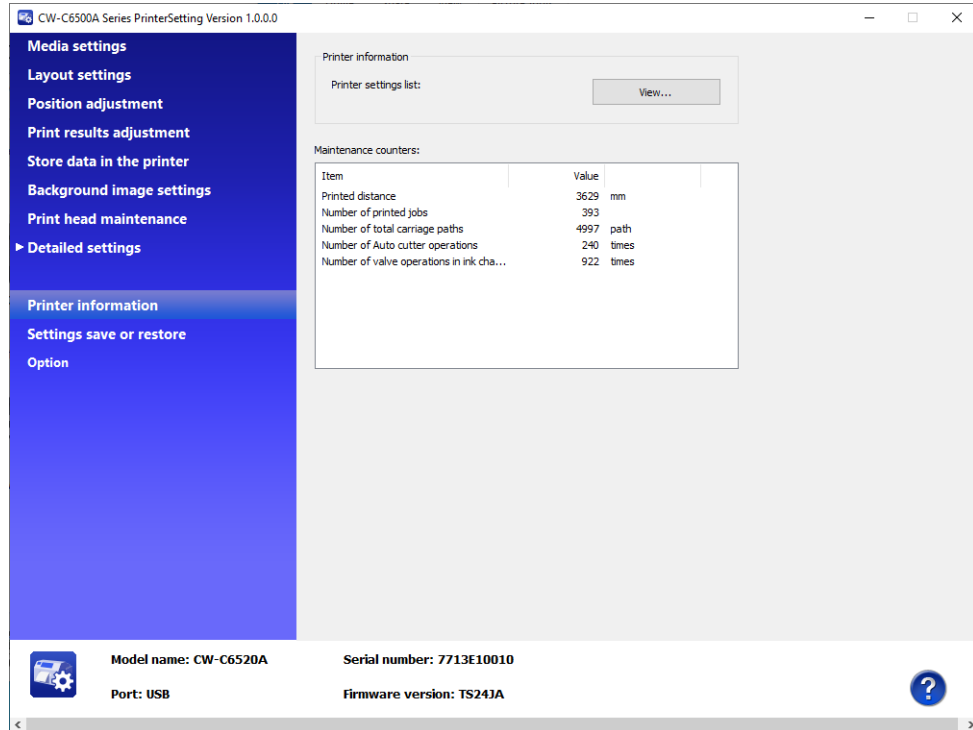 CW-C6500A Series PrinterSetting Version 1.0.0.0
Media settings
Layout settings
Position adjustment
Print results adjustment
Store data in the printer
Background image settings
Print head maintenance
Detailed settings
Printer information
Settings save or restore
Option
Printer information
Printer settings list:
View...
Maintenance counters:
Item Value
Printed distance 3629 mm
Number of printed jobs 393
Number of total carriage paths 4997 path
Number of Auto cutter operations 240 times
Number of valve operations in ink cha... 922 times
Model name: CW-C6520A Serial number: 7713E10010
Port: USB Firmware version: TS24JA
?